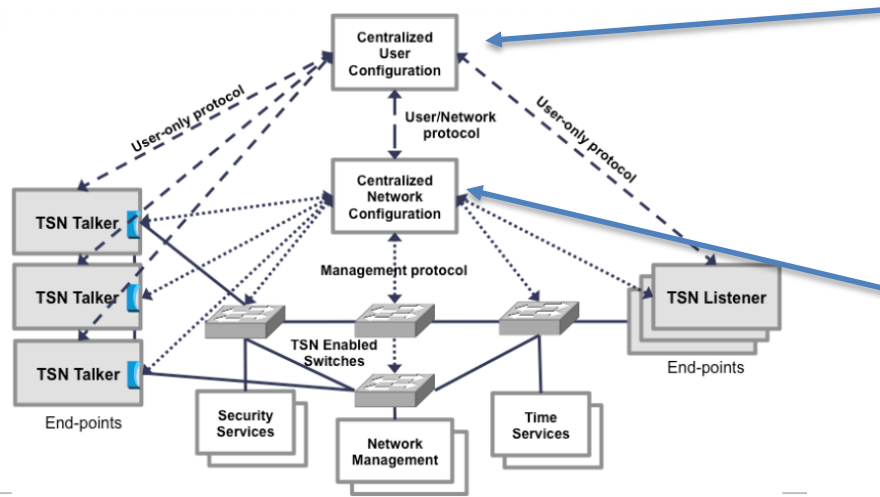 Centralized
User
Configuration
User-only protocol
User/Network
protocol
User-only protocol
Centralized
Network
Configuration
TSN Talker
Management protocol
TSN Talker
TSN Listener
TSN Enabled
Switches
End-points
TSN Talker
End-points
Security
Services
Time
Services
Network
Management